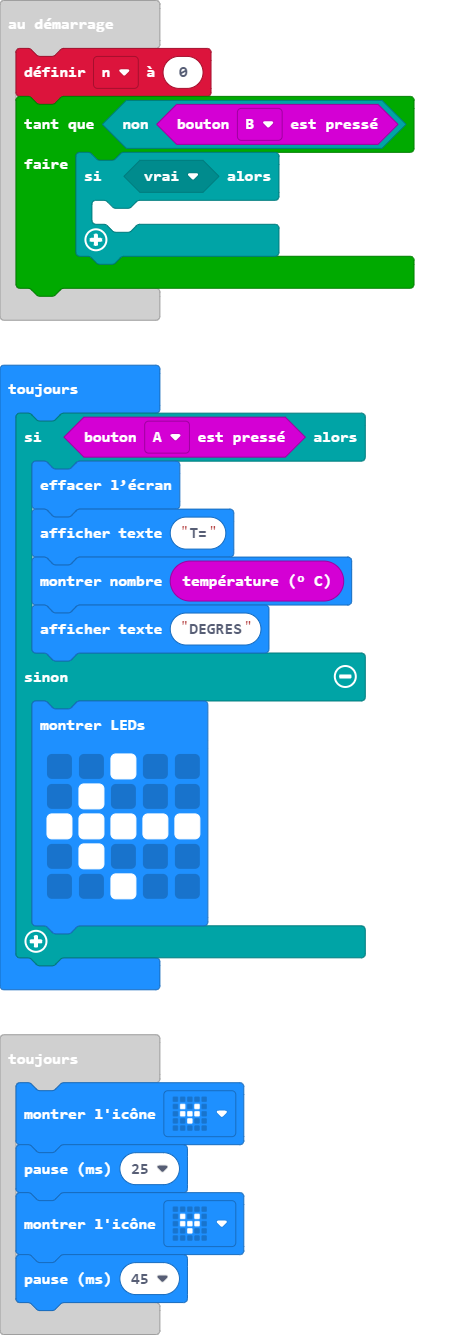 au démarrage
définir n à 0
tant que non bouton B est pressé
faire
si vrai alors
toujours
si bouton A est pressé alors
effacer l’écran
afficher texte "T="
montrer nombre température (º C)
afficher texte "DEGRES"
sinon
montrer LEDs
toujours
montrer l'icône
pause (ms) 25
montrer l'icône
pause (ms) 45